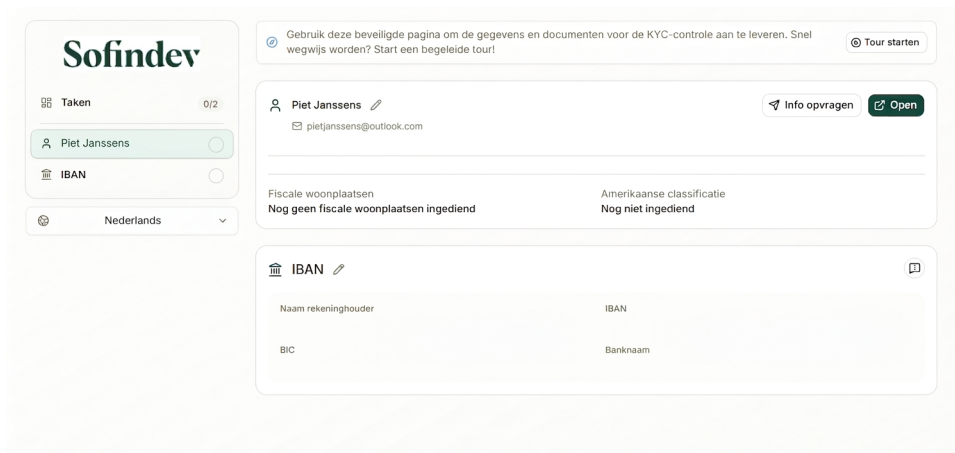 Sofindev
Taken 0/2
Piet Janssens
IBAN
Nederlands
Gebruik deze beveiligde pagina om de gegevens en documenten voor de KYC-controle aan te leveren. Snel
wegwijs worden? Start een begeleide tour!
Tour starten
Piet Janssens
Info opvragen
Open
pietjanssens@outlook.com
Fiscale woonplaatsen
Nog geen fiscale woonplaatsen ingediend
Amerikaanse classificatie
Nog niet ingediend
IBAN
Naam rekeninghouder
IBAN
BIC
Banknaam